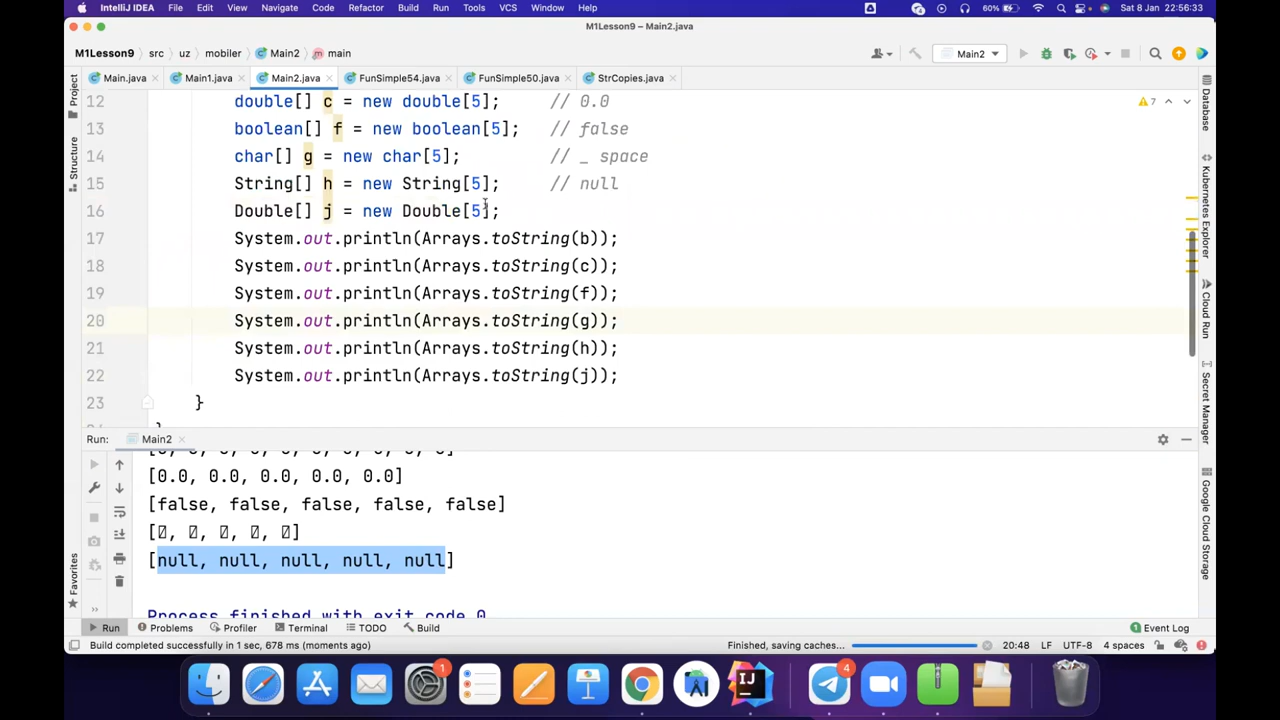 IntelliJ IDEA File Edit View Navigate Code Refactor Build Run Tools VCS Window Help 60% Sat 8 Jan 22:56:33
M1Lesson9 – Main2.java
M1Lesson9 src uz mobiler Main2 main Main2
Main.java Main1.java Main2.java FunSimple54.java FunSimple50.java StrCopies.java
12 double[] c = new double[5]; // 0.0
13 boolean[] f = new boolean[5]; // false
14 char[] g = new char[5]; // _ space
15 String[] h = new String[5]; // null
16 Double[] j = new Double[5];
17 System.out.println(Arrays.toString(b));
18 System.out.println(Arrays.toString(c));
19 System.out.println(Arrays.toString(f));
20 System.out.println(Arrays.toString(g));
21 System.out.println(Arrays.toString(h));
22 System.out.println(Arrays.toString(j));
23 }
7
Project
Structure
Favorites
Database
Kubernetes Explorer
Cloud Run
Secret Manager
Google Cloud Storage
Run: Main2
[0.0, 0.0, 0.0, 0.0, 0.0]
[false, false, false, false, false]
[, , , , ]
[null, null, null, null, null]
Process finished with exit code 0
Run Problems Profiler Terminal TODO Build Event Log
Build completed successfully in 1 sec, 678 ms (moments ago) Finished, saving caches... 20:48 LF UTF-8 4 spaces
1 4